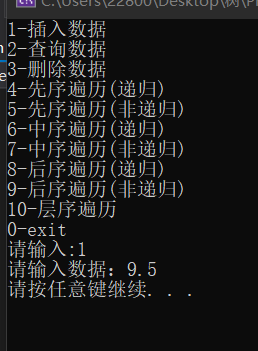 C:\Users\22800\Desktop\树\P
1-插入数据
2-查询数据
3-删除数据
4-先序遍历(递归)
5-先序遍历(非递归)
6-中序遍历(递归)
7-中序遍历(非递归)
8-后序遍历(递归)
9-后序遍历(非递归)
10-层序遍历
0-exit
请输入:1
请输入数据：9.5
请按任意键继续. . .